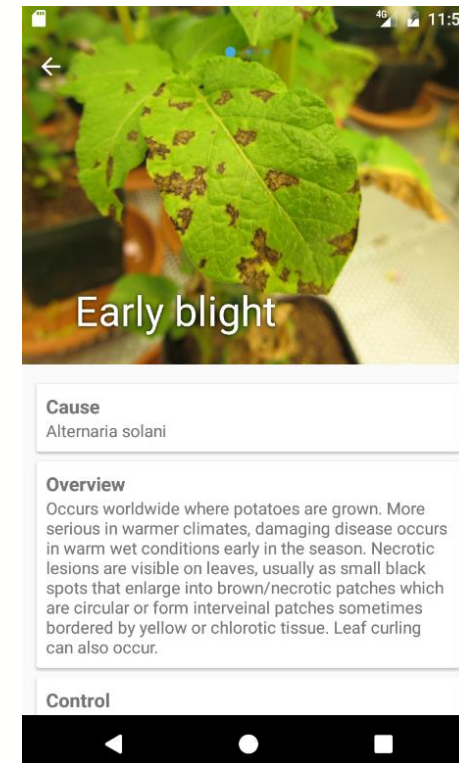 4G 11:5
Early blight
Cause
Alternaria solani
Overview
Occurs worldwide where potatoes are grown. More
serious in warmer climates, damaging disease occurs
in warm wet conditions early in the season. Necrotic
lesions are visible on leaves, usually as small black
spots that enlarge into brown/necrotic patches which
are circular or form interveinal patches sometimes
bordered by yellow or chlorotic tissue. Leaf curling
can also occur.
Control